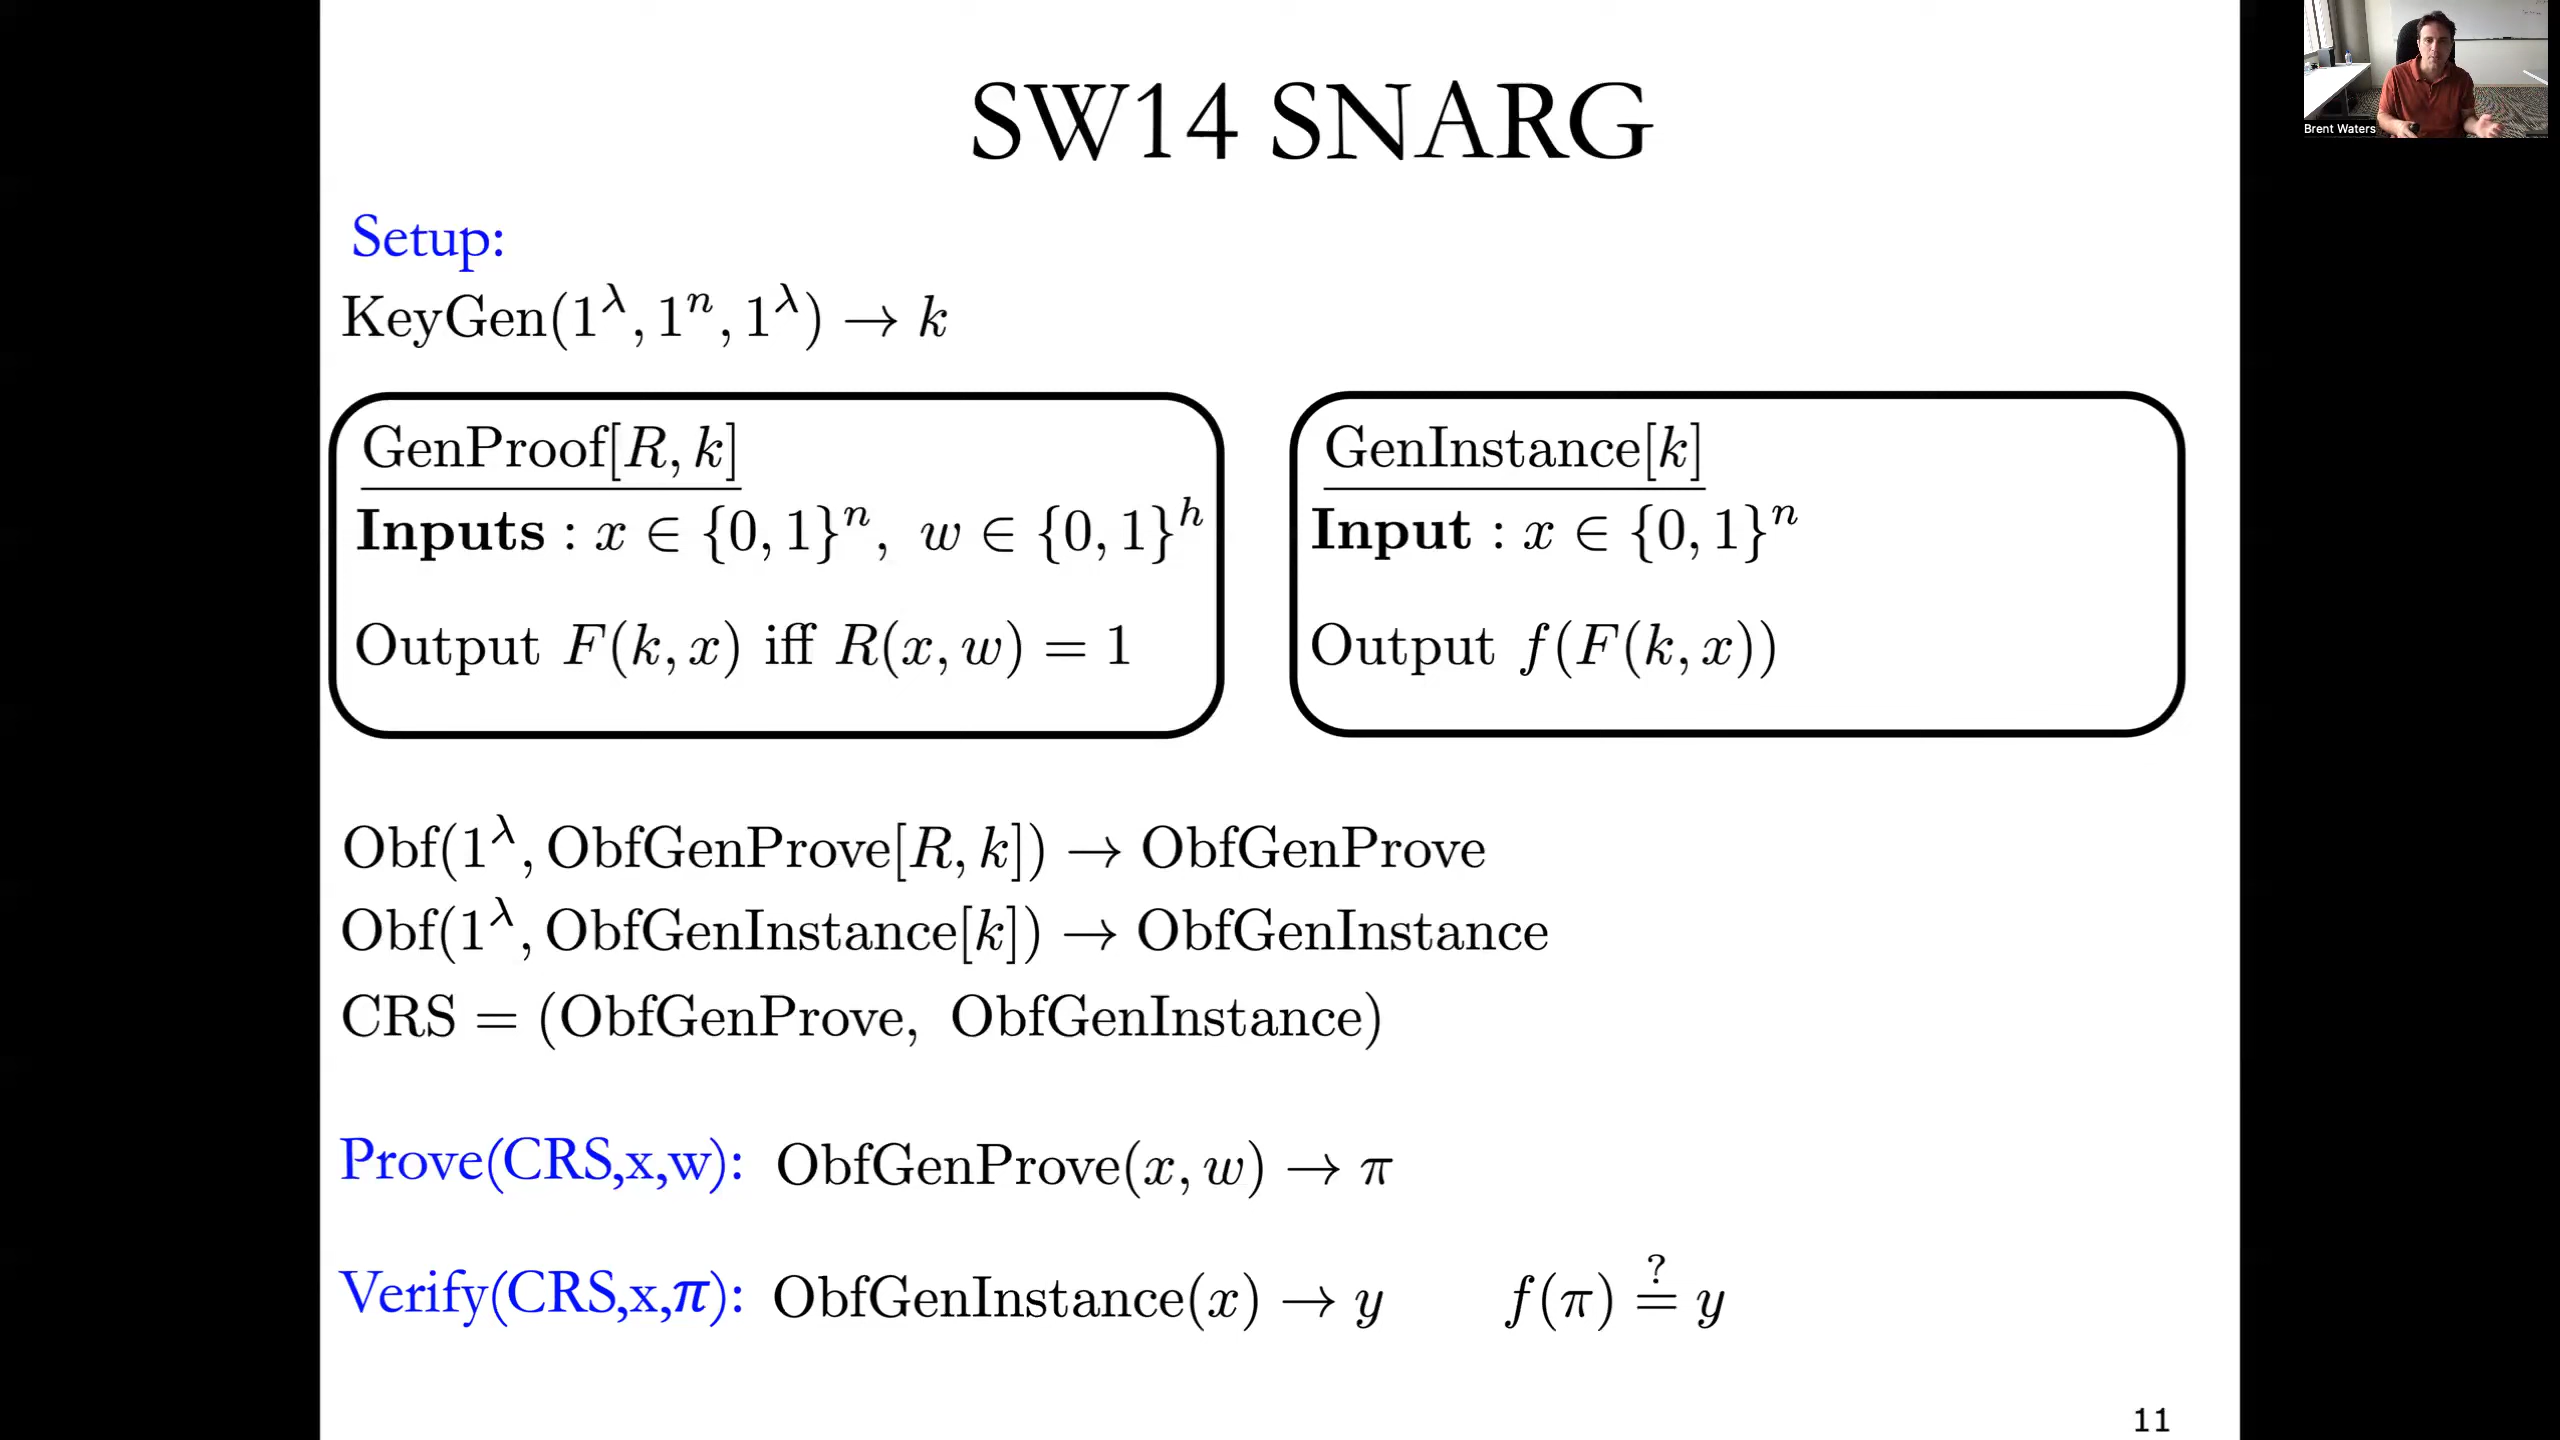 SW14 SNARG
Brent Waters
Setup:
KeyGen(1^λ, 1^n, 1^λ) → k
GenProof[R, k]
Inputs : x ∈ {0, 1}^n, w ∈ {0, 1}^h
Output F(k, x) iff R(x, w) = 1
GenInstance[k]
Input : x ∈ {0, 1}^n
Output f(F(k, x))
Obf(1^λ, ObfGenProve[R, k]) → ObfGenProve
Obf(1^λ, ObfGenInstance[k]) → ObfGenInstance
CRS = (ObfGenProve, ObfGenInstance)
Prove(CRS,x,w): ObfGenProve(x, w) → π
Verify(CRS,x,π): ObfGenInstance(x) → y f(π) ≟ y
11